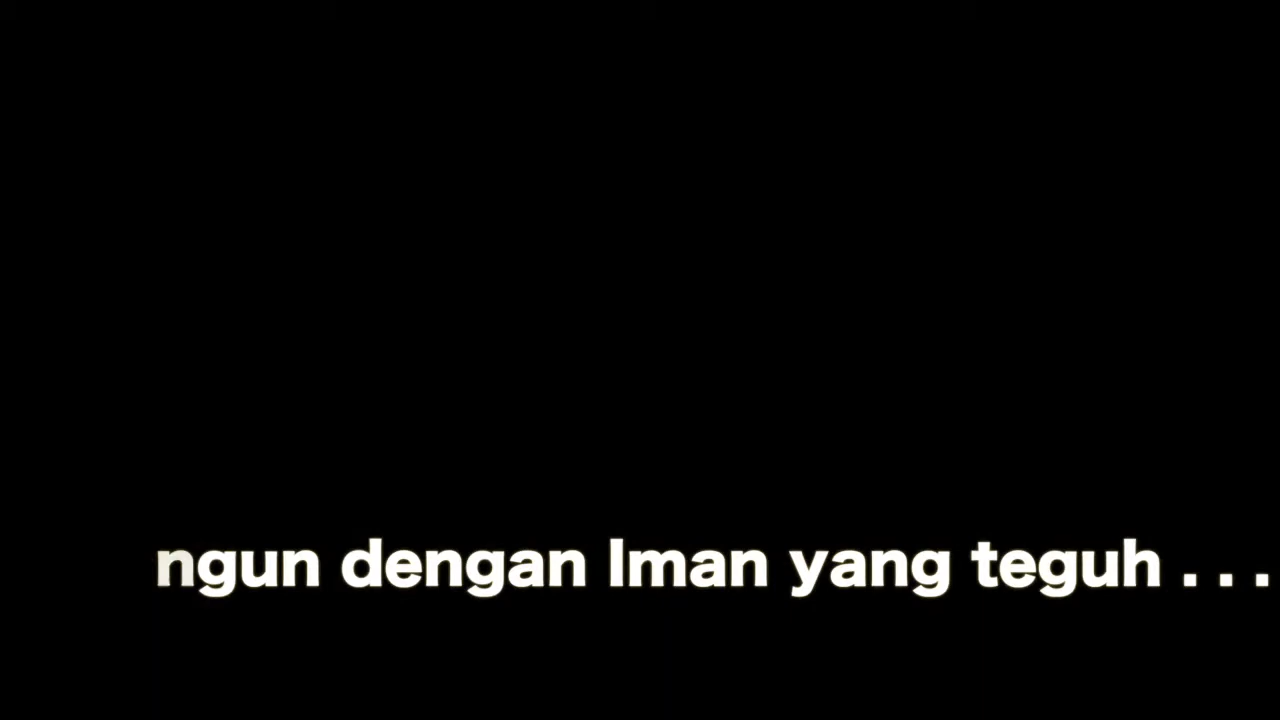 ngun dengan Iman yang teguh . . .